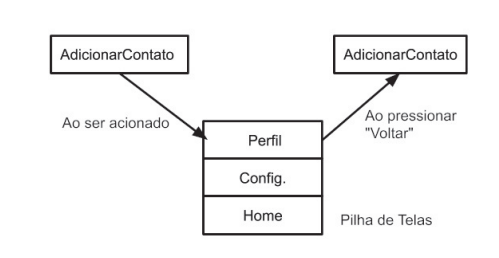 AdicionarContato
AdicionarContato
Ao ser acionado
Ao pressionar
"Voltar"
Perfil
Config.
Home
Pilha de Telas